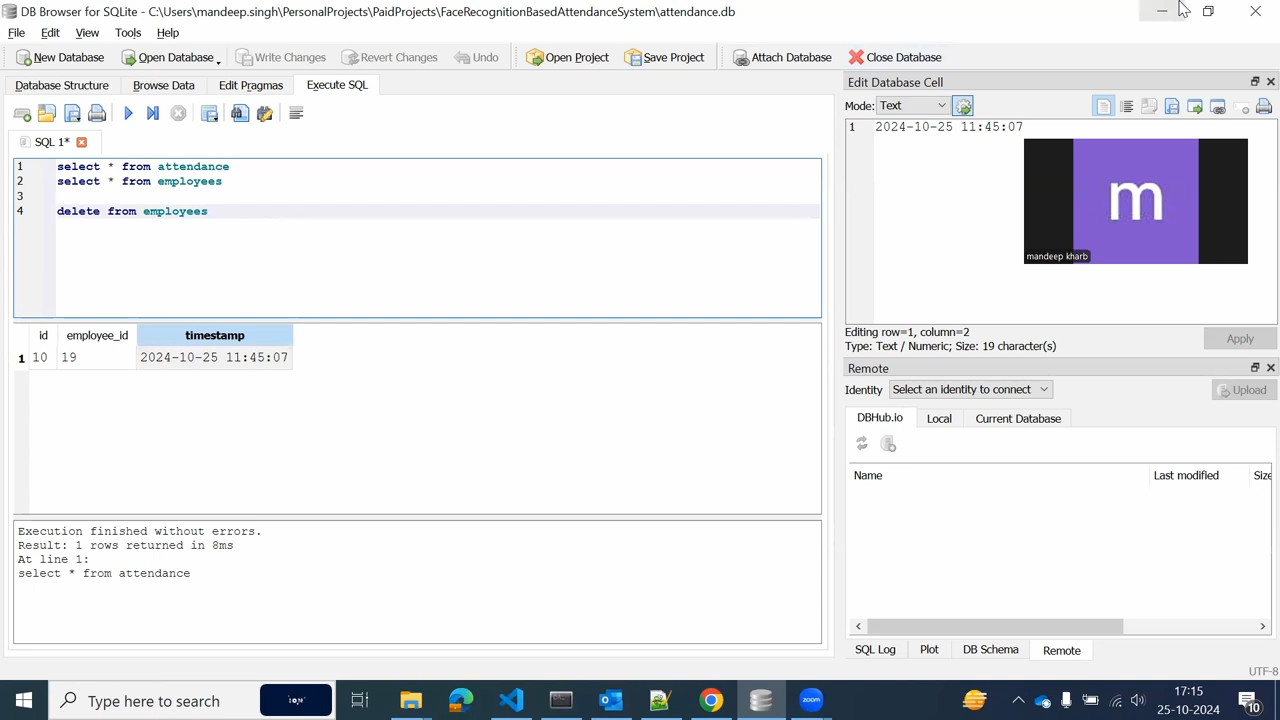 DB Browser for SQLite - C:\Users\mandeep.singh\PersonalProjects\PaidProjects\FaceRecognitionBasedAttendanceSystem\attendance.db
File Edit View Tools Help
New Database Open Database Write Changes Revert Changes Undo Open Project Save Project Attach Database Close Database
Database Structure Browse Data Edit Pragmas Execute SQL
SQL 1*
1 select * from attendance
2 select * from employees
3
4 delete from employees
id employee_id timestamp
1 10 19 2024-10-25 11:45:07
Execution finished without errors.
Result: 1 rows returned in 8ms
At line 1:
select * from attendance
Edit Database Cell
Mode: Text
1 2024-10-25 11:45:07
m
mandeep kharb
Editing row=1, column=2
Type: Text / Numeric; Size: 19 character(s)
Apply
Remote
Identity Select an identity to connect Upload
DBHub.io Local Current Database
Name Last modified Size
SQL Log Plot DB Schema Remote
UTF-8
Type here to search
17:15
25-10-2024
10
zoom